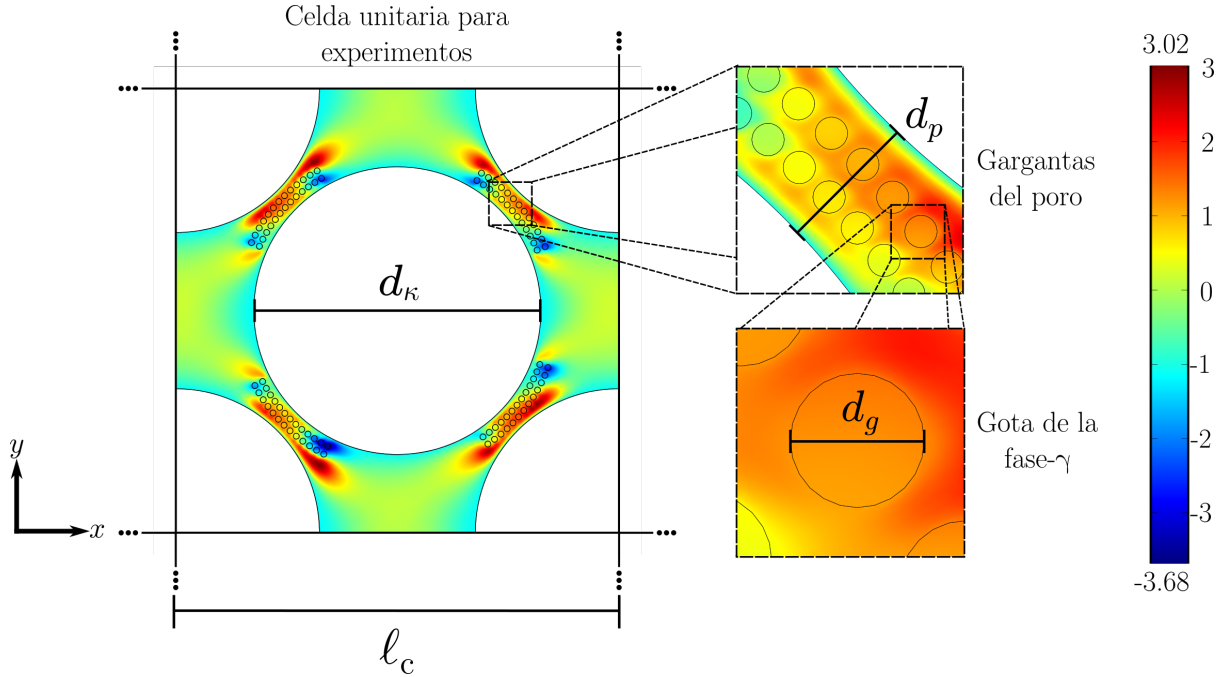 Celda unitaria para
experimentos
d_κ
y
x
ℓ_c
d_p
Gargantas
del poro
d_g
Gota de la
fase-γ
3.02
3
2
1
0
-1
-2
-3
-3.68